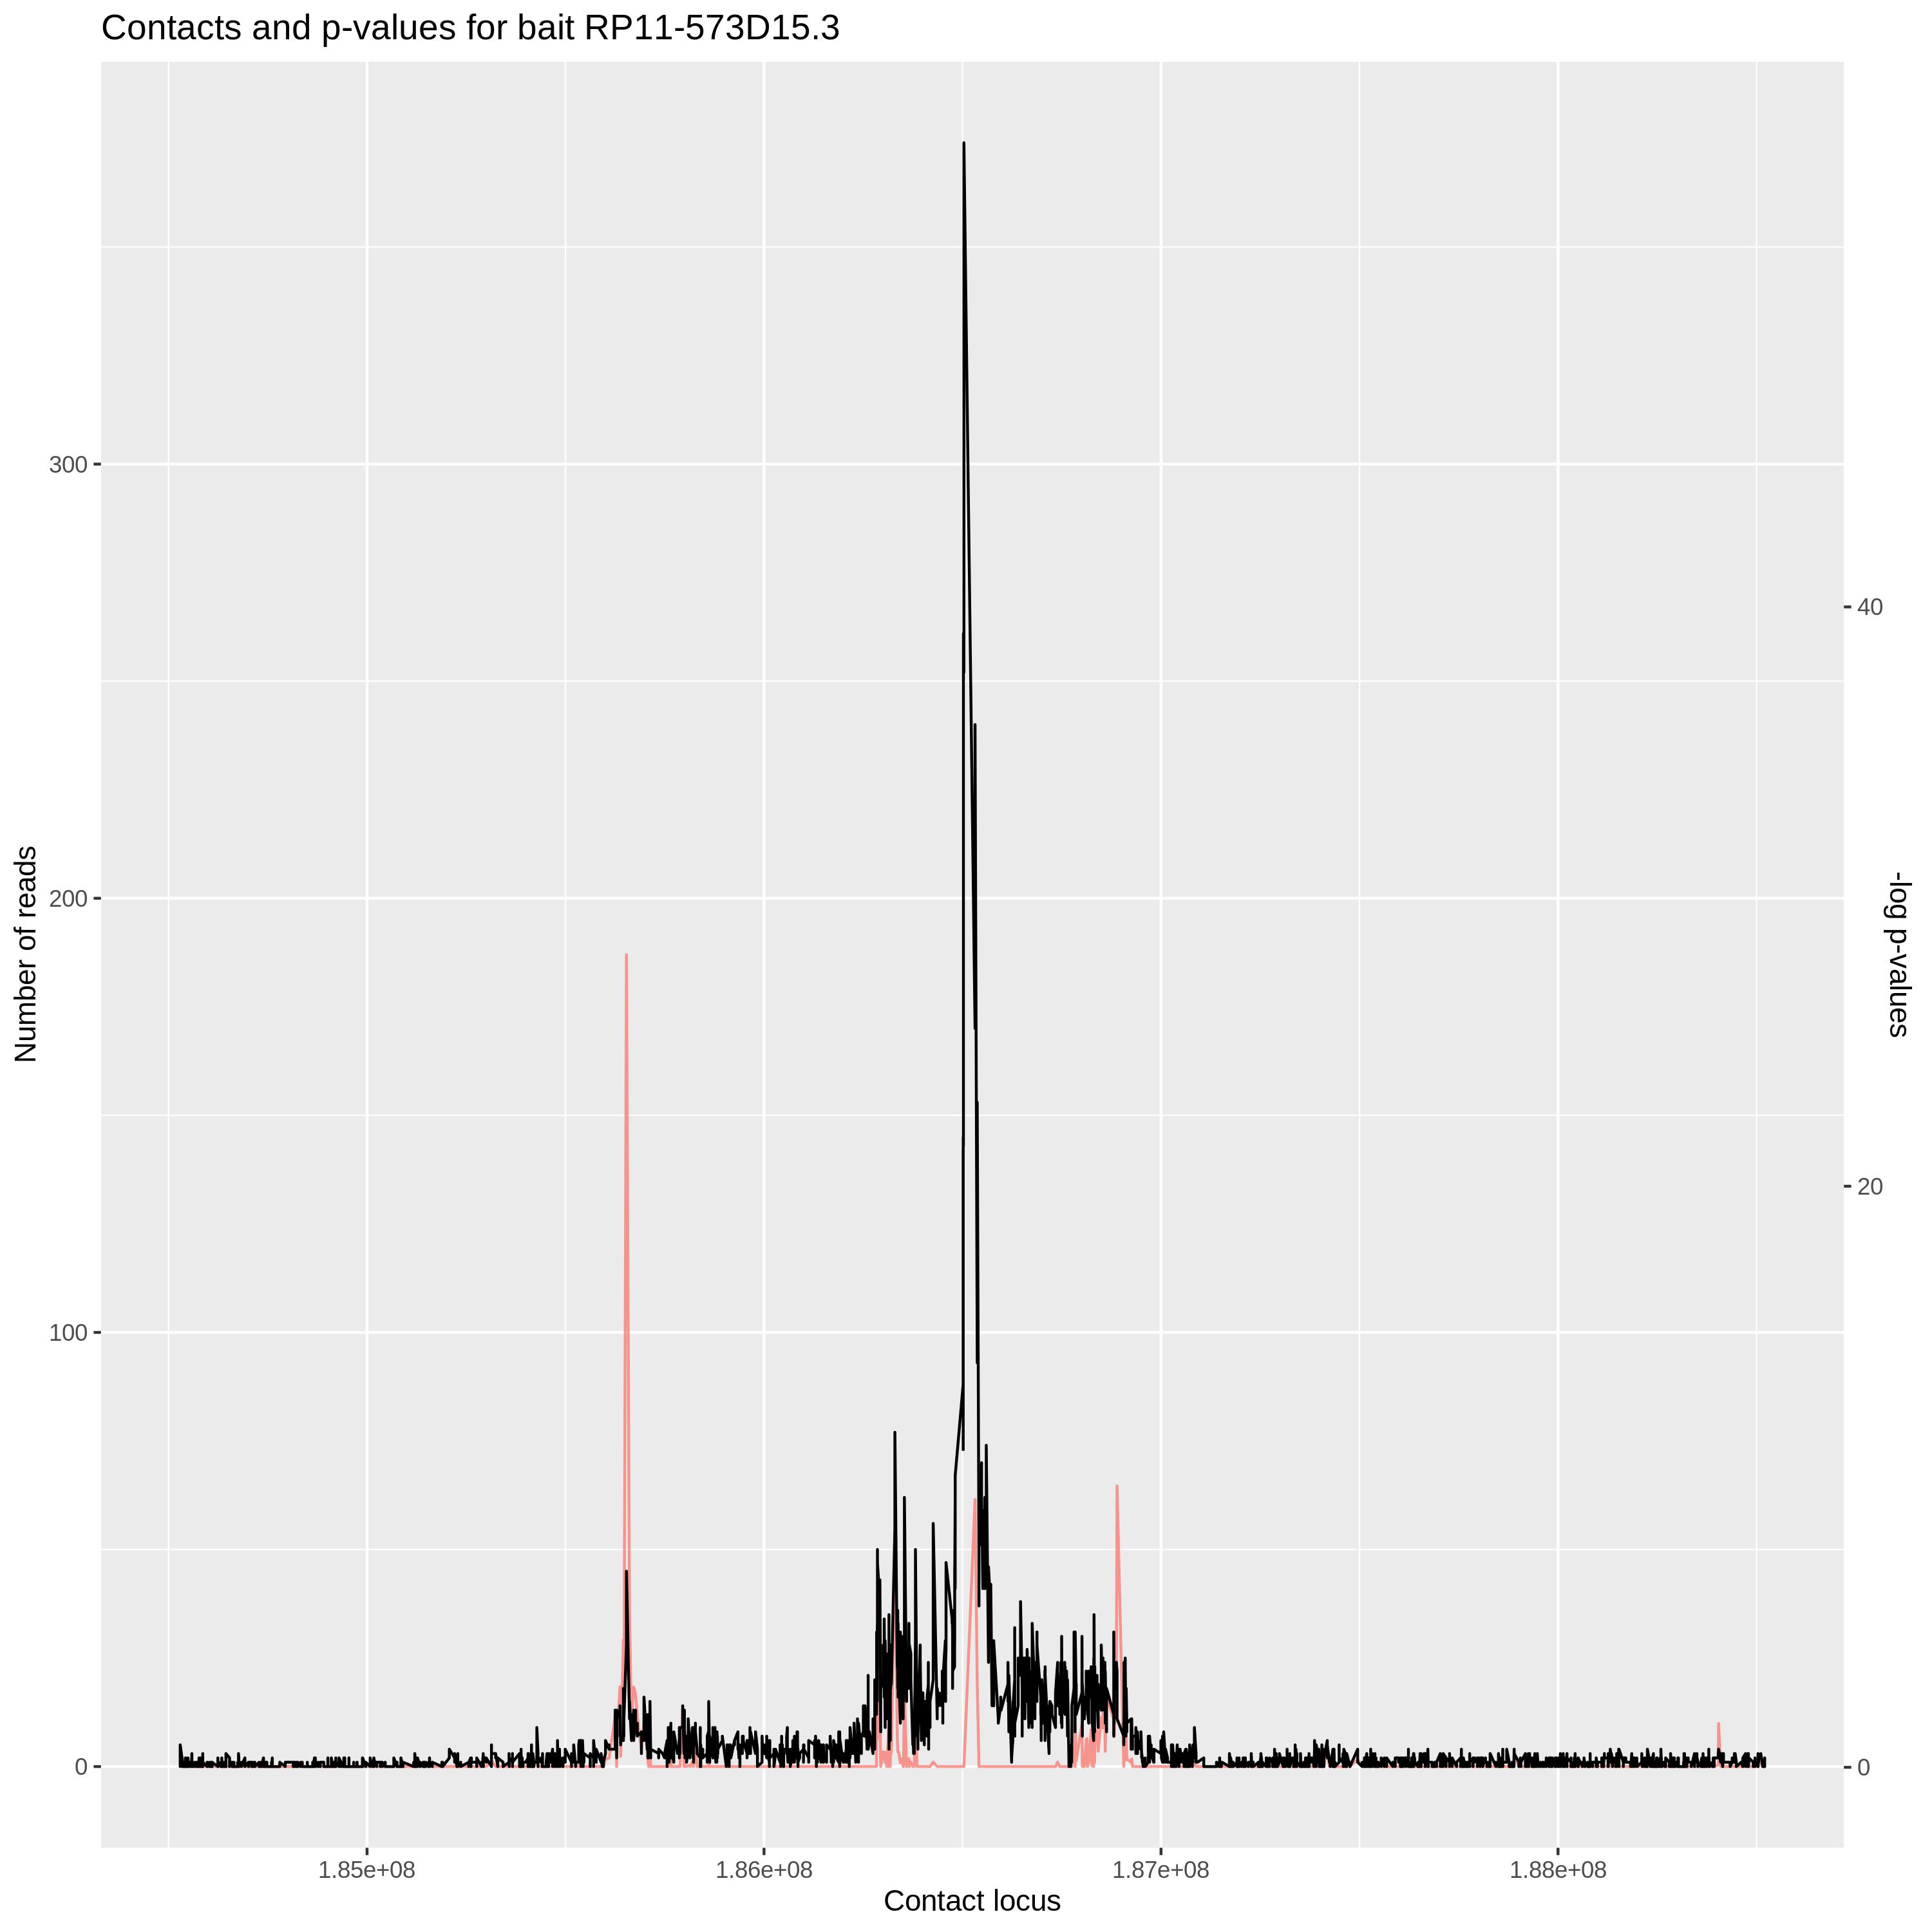 Contacts and p-values for bait RP11-573D15.3
300
200
100
0
Number of reads
40
20
0
-log p-values
1.85e+08
1.86e+08
1.87e+08
1.88e+08
Contact locus